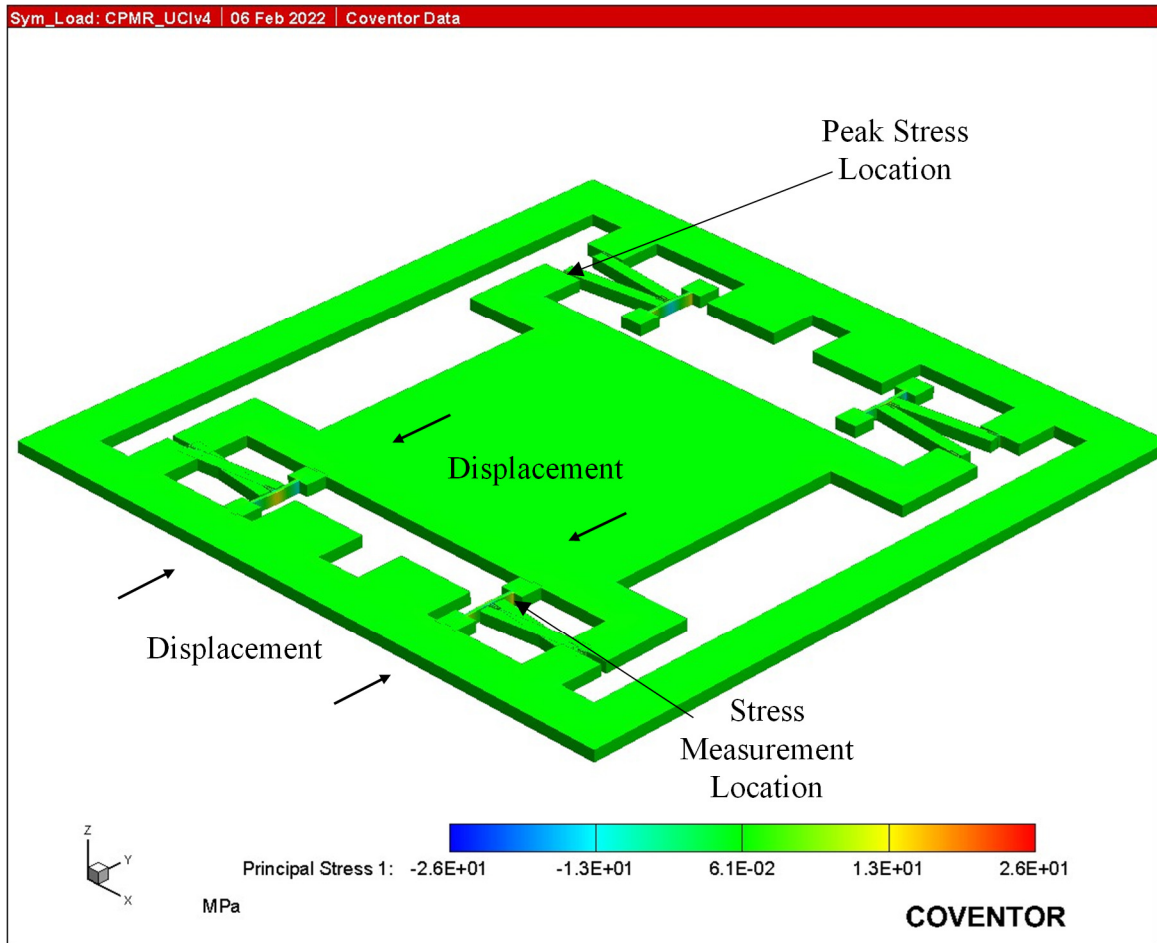 Sym_Load: CPMR_UCIv4 | 06 Feb 2022 | Coventor Data
Peak Stress
Location
Displacement
Displacement
Stress
Measurement
Location
Z
Y
X
Principal Stress 1: -2.6E+01 -1.3E+01 6.1E-02 1.3E+01 2.6E+01
MPa
COVENTOR